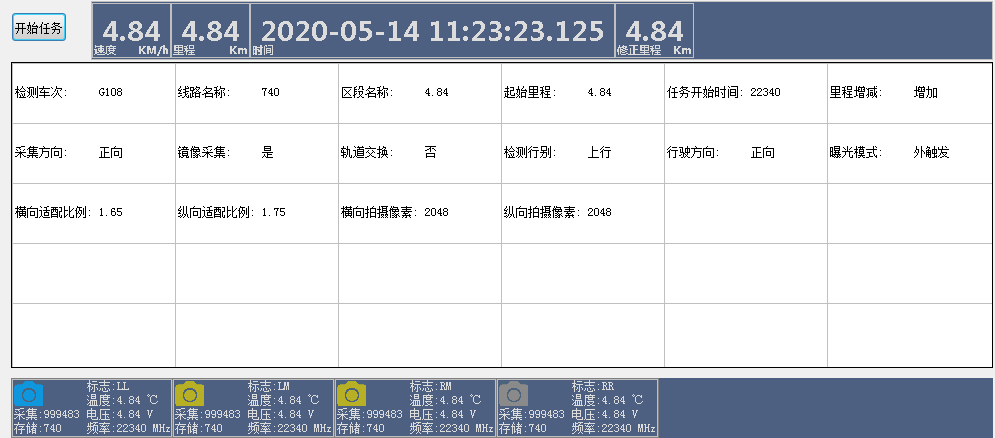 开始任务
4.84 4.84 2020-05-14 11:23:23.125 4.84
速度 KM/h 里程 Km 时间 修正里程 Km
检测车次: G108 线路名称: 740 区段名称: 4.84 起始里程: 4.84 任务开始时间: 22340 里程增减: 增加
采集方向: 正向 镜像采集: 是 轨道交换: 否 检测行别: 上行 行驶方向: 正向 曝光模式: 外触发
横向适配比例: 1.65 纵向适配比例: 1.75 横向拍摄像素: 2048 纵向拍摄像素: 2048
标志:LL 标志:LM 标志:RM 标志:RR
温度:4.84 ℃ 温度:4.84 ℃ 温度:4.84 ℃ 温度:4.84 ℃
采集:999483 电压:4.84 V 采集:999483 电压:4.84 V 采集:999483 电压:4.84 V 采集:999483 电压:4.84 V
存储:740 频率:22340 MHz 存储:740 频率:22340 MHz 存储:740 频率:22340 MHz 存储:740 频率:22340 MHz